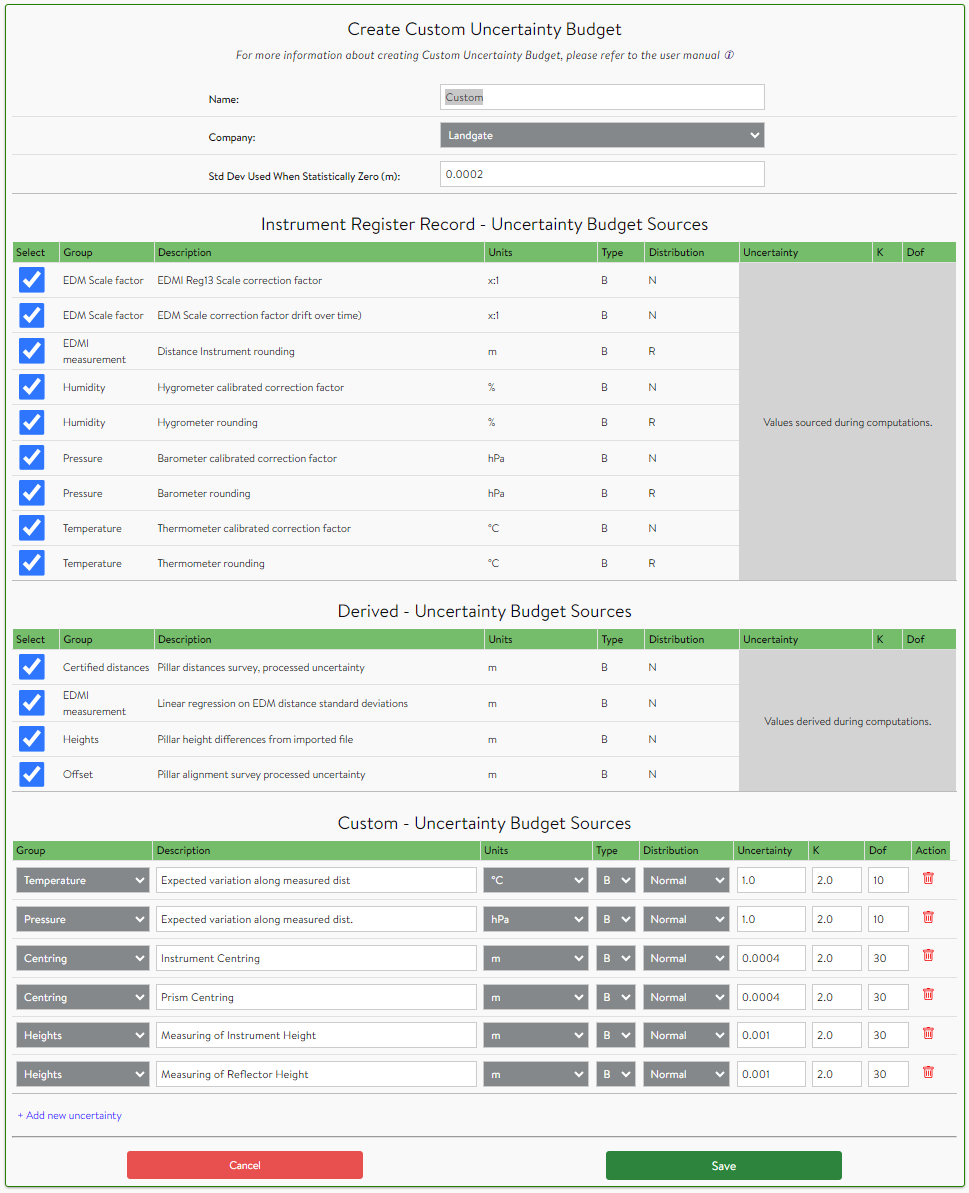 Create Custom Uncertainty Budget
For more information about creating Custom Uncertainty Budget, please refer to the user manual
Name: Custom
Company: Landgate
Std Dev Used When Statistically Zero (m): 0.0002
Instrument Register Record - Uncertainty Budget Sources
Select Group Description Units Type Distribution Uncertainty K Dof
EDM Scale factor EDMI Reg13 Scale correction factor x:1 B N
EDM Scale factor EDM Scale correction factor drift over time) x:1 B N
EDMI measurement Distance Instrument rounding m B R
Humidity Hygrometer calibrated correction factor % B N
Humidity Hygrometer rounding % B R Values sourced during computations.
Pressure Barometer calibrated correction factor hPa B N
Pressure Barometer rounding hPa B R
Temperature Thermometer calibrated correction factor °C B N
Temperature Thermometer rounding °C B R
Derived - Uncertainty Budget Sources
Select Group Description Units Type Distribution Uncertainty K Dof
Certified distances Pillar distances survey, processed uncertainty m B N
EDMI measurement Linear regression on EDM distance standard deviations m B N
Values derived during computations.
Heights Pillar height differences from imported file m B N
Offset Pillar alignment survey processed uncertainty m B N
Custom - Uncertainty Budget Sources
Group Description Units Type Distribution Uncertainty K Dof Action
Temperature Expected variation along measured dist °C B Normal 1.0 2.0 10
Pressure Expected variation along measured dist. hPa B Normal 1.0 2.0 10
Centring Instrument Centring m B Normal 0.0004 2.0 30
Centring Prism Centring m B Normal 0.0004 2.0 30
Heights Measuring of Instrument Height m B Normal 0.001 2.0 30
Heights Measuring of Reflector Height m B Normal 0.001 2.0 30
+ Add new uncertainty
Cancel Save